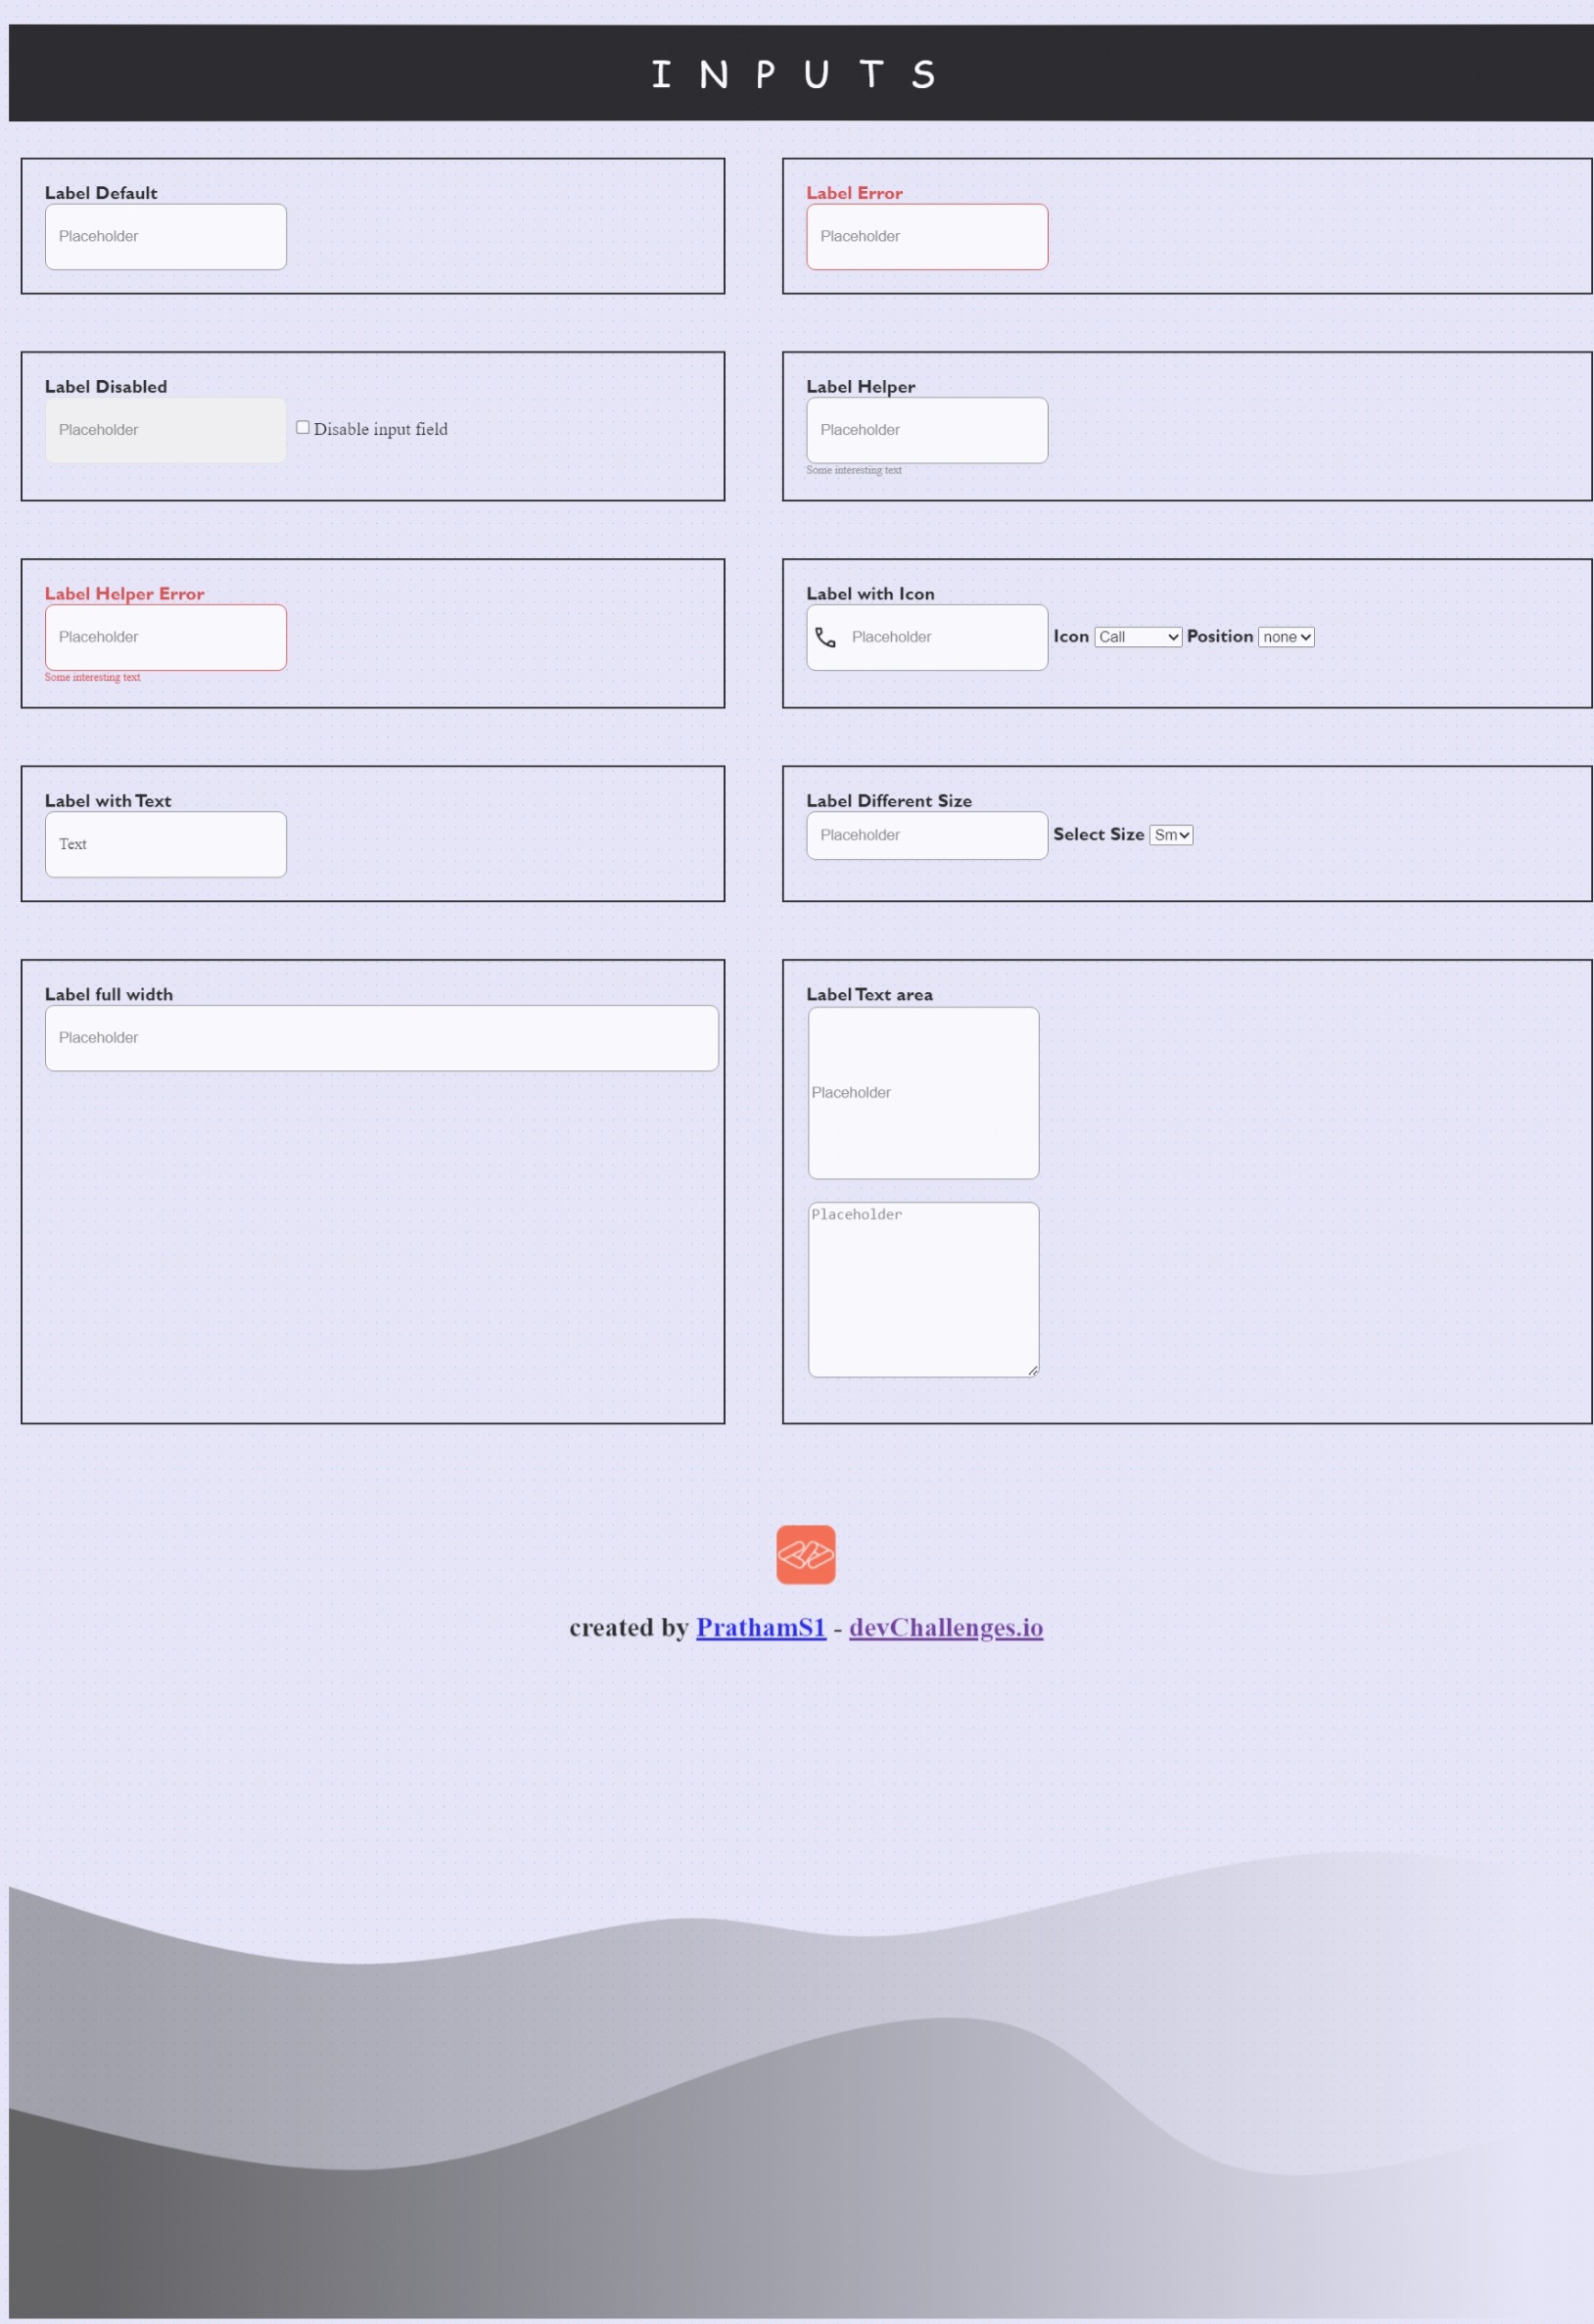 INPUTS
Label Default
Placeholder
Label Error
Placeholder
Label Disabled
Placeholder
Disable input field
Label Helper
Placeholder
Some interesting text
Label Helper Error
Placeholder
Some interesting text
Label with Icon
Placeholder
Icon Call Position none
Label with Text
Text
Label Different Size
Placeholder
Select Size Sm
Label full width
Placeholder
Label Text area
Placeholder
Placeholder
created by PrathamS1 - devChallenges.io